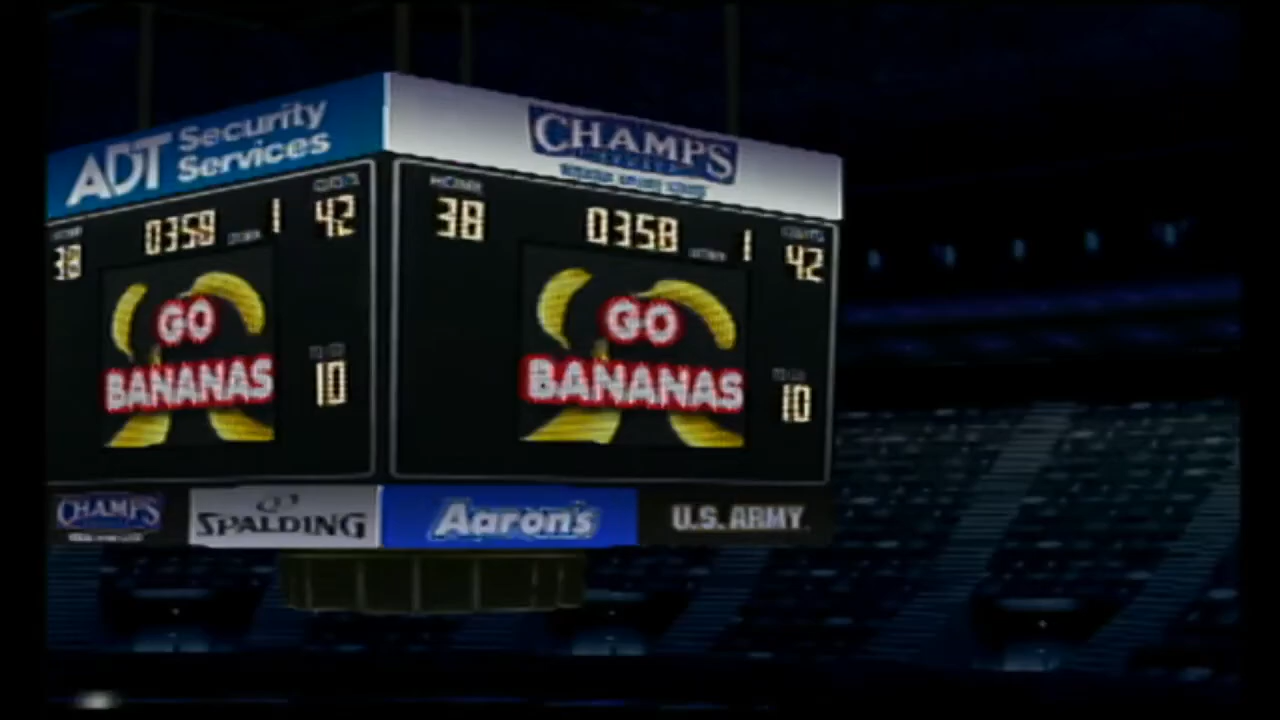 ADT Security
Services
CHAMPS
HOME
38
0358
1
42
GO
BANANAS
10
HOME
38
0358
1
42
GO
BANANAS
10
CHAMPS
SPALDING
Aaron's
U.S. ARMY